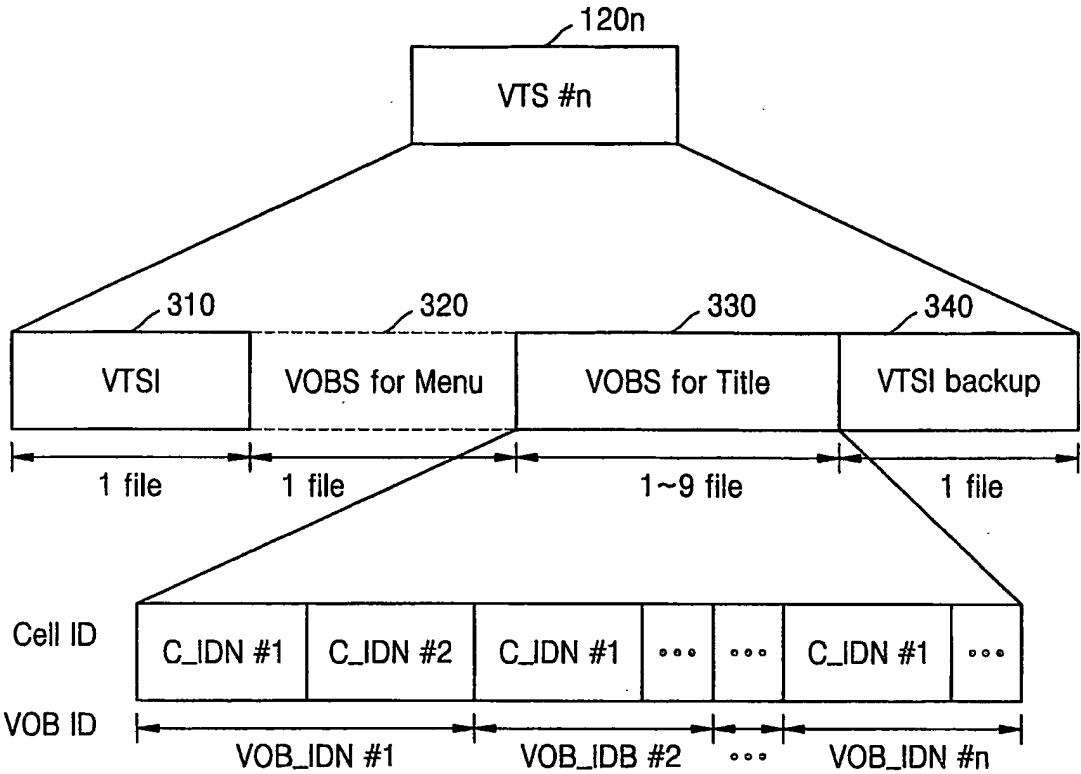 120n
VTS #n
310
320
330
340
VTSI
VOBS for Menu
VOBS for Title
VTSI backup
1 file
1 file
1~9 file
1 file
Cell ID
C_IDN #1
C_IDN #2
C_IDN #1
•••
•••
C_IDN #1
•••
VOB ID
VOB_IDN #1
VOB_IDB #2
•••
VOB_IDN #n